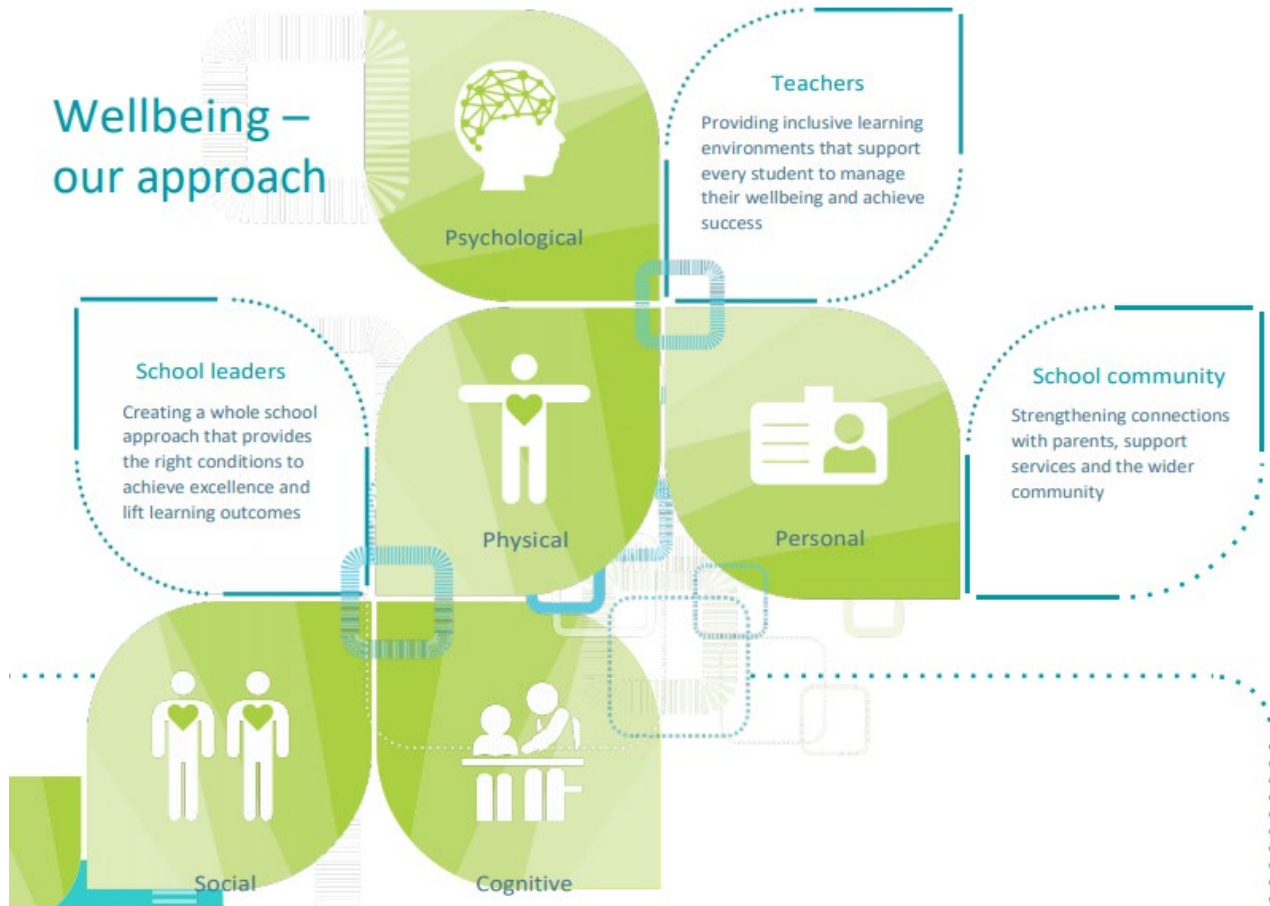 Wellbeing –
our approach
Psychological
Teachers
Providing inclusive learning
environments that support
every student to manage
their wellbeing and achieve
success
School leaders
Creating a whole school
approach that provides
the right conditions to
achieve excellence and
lift learning outcomes
Physical
Personal
School community
Strengthening connections
with parents, support
services and the wider
community
Social
Cognitive